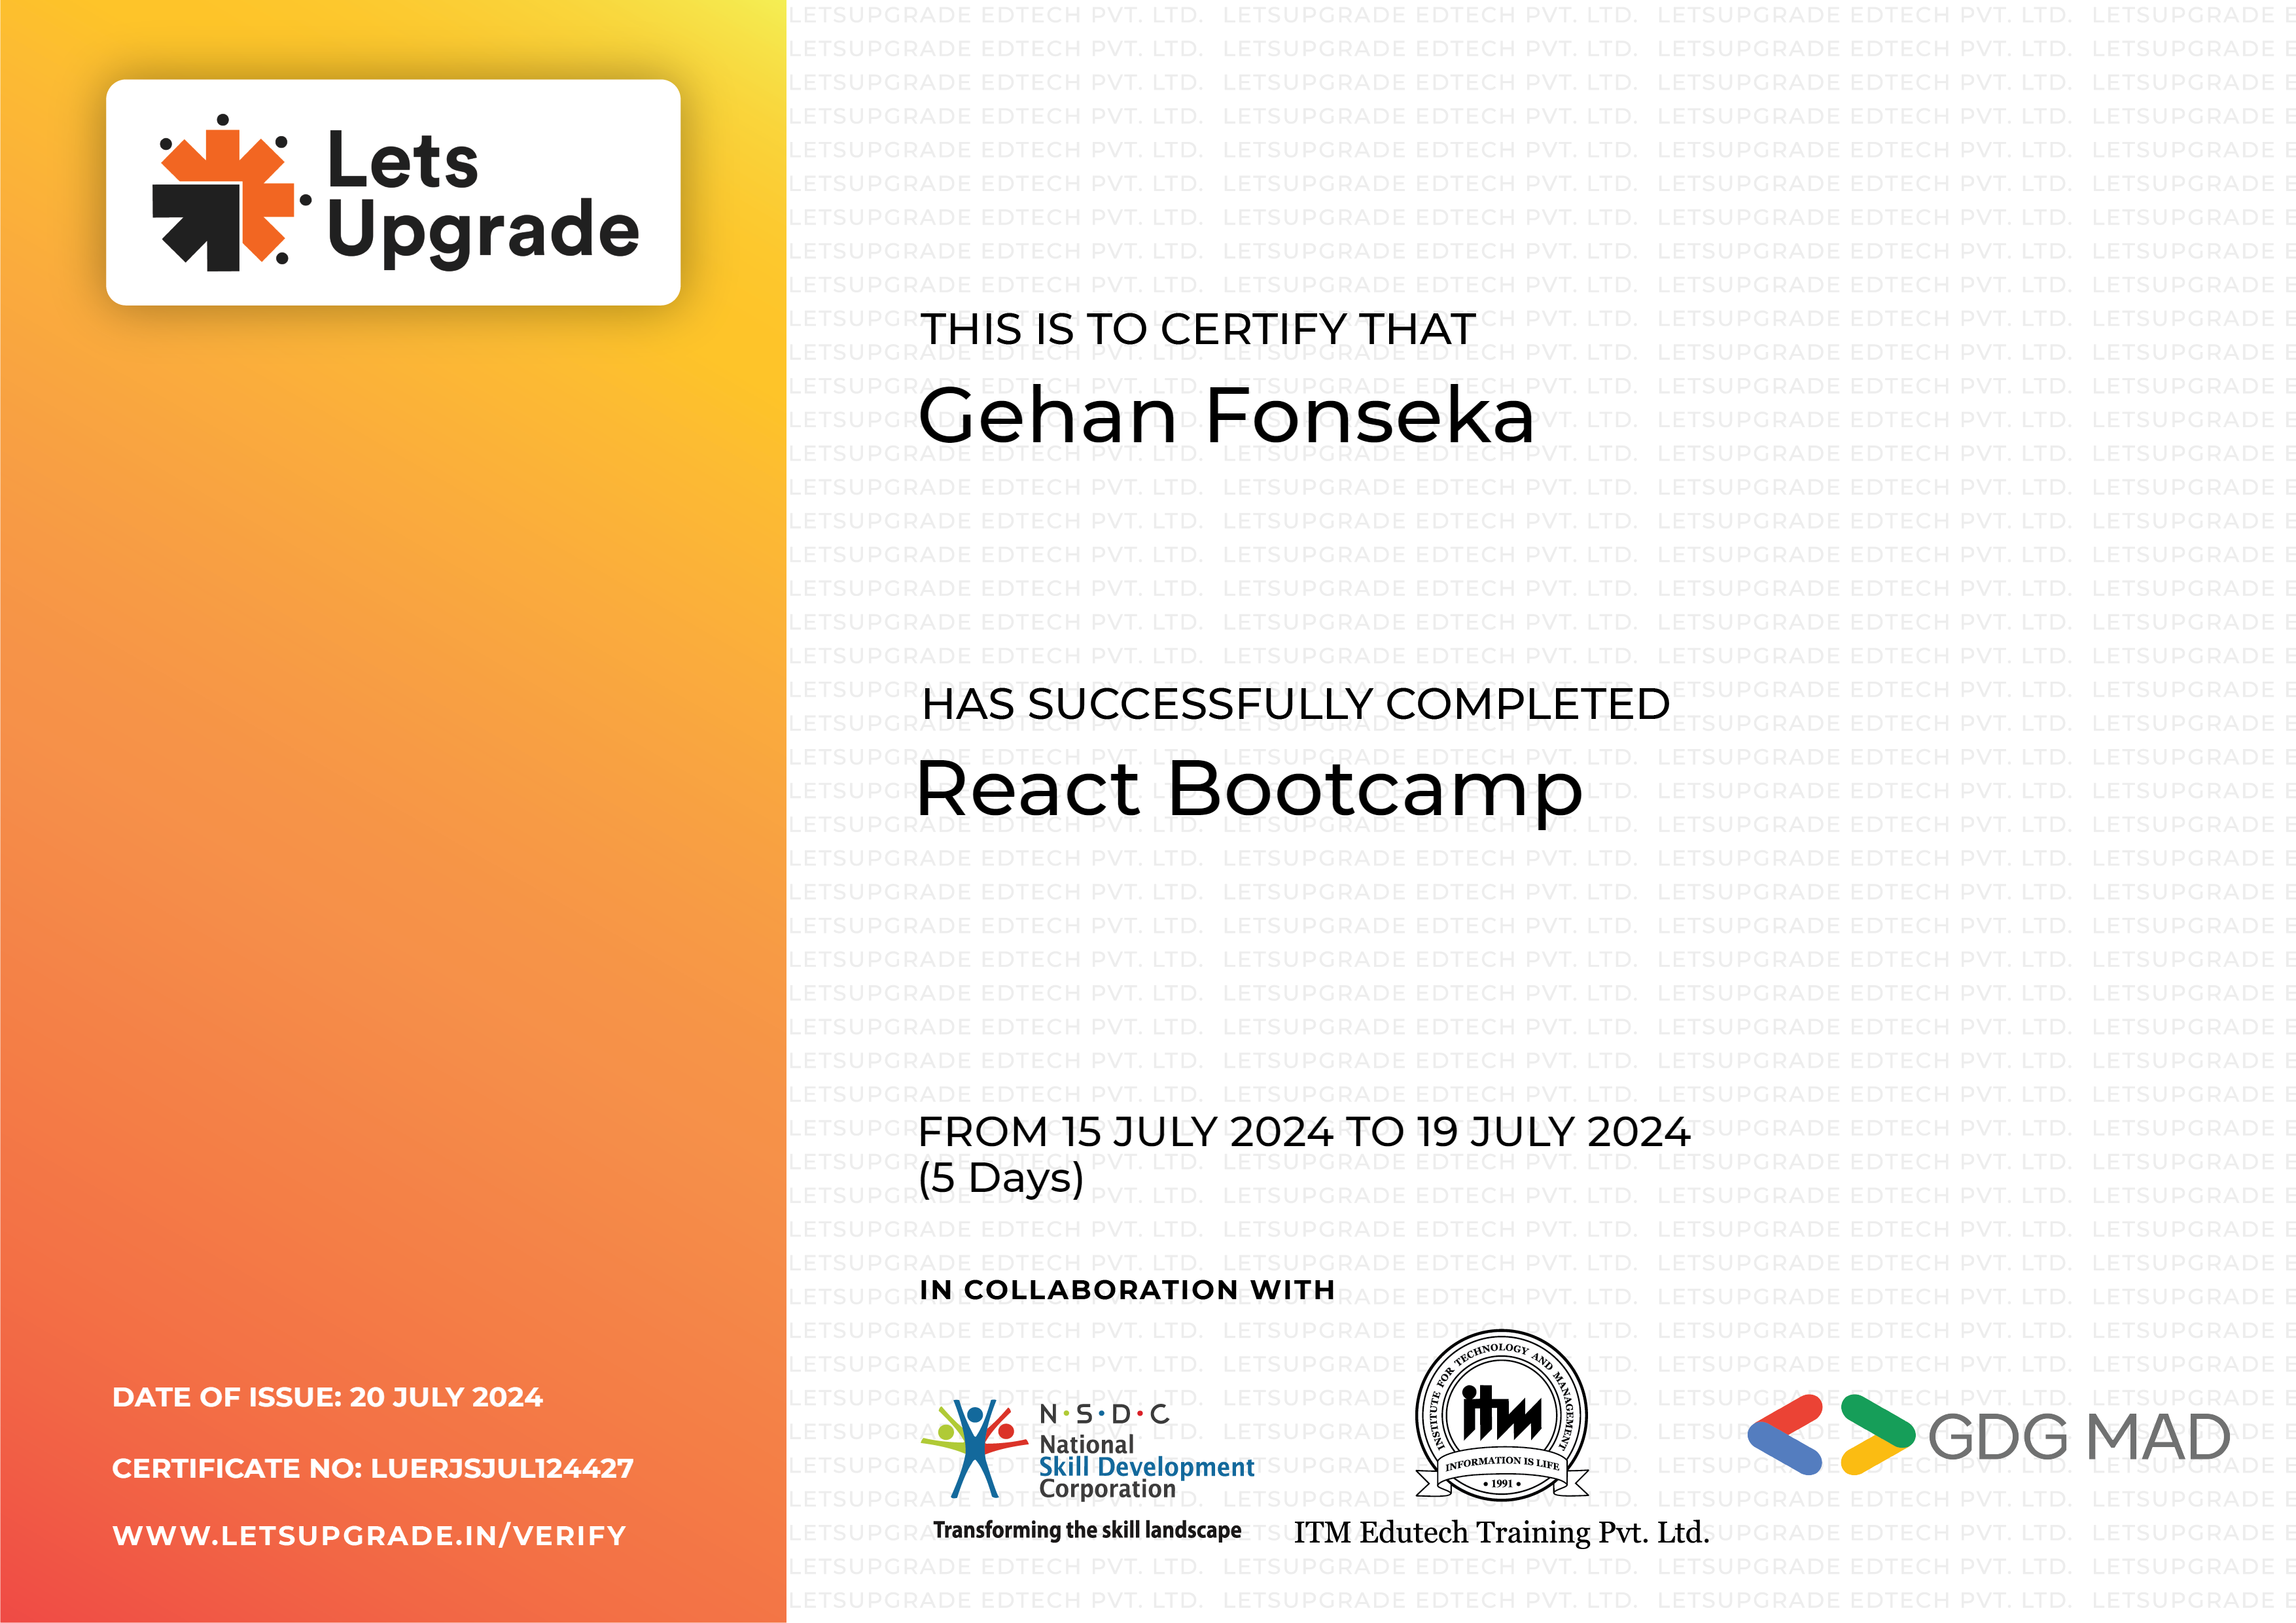 Lets
Upgrade
THIS IS TO CERTIFY THAT
Gehan Fonseka
HAS SUCCESSFULLY COMPLETED
React Bootcamp
FROM 15 JULY 2024 TO 19 JULY 2024
(5 Days)
IN COLLABORATION WITH
N·S·D·C
National
Skill Development
Corporation
Transforming the skill landscape
INSTITUTE FOR TECHNOLOGY AND MANAGEMENT
itm
INFORMATION IS LIFE
• 1991 •
ITM Edutech Training Pvt. Ltd.
GDG MAD
DATE OF ISSUE: 20 JULY 2024
CERTIFICATE NO: LUERJSJUL124427
WWW.LETSUPGRADE.IN/VERIFY
LETSUPGRADE EDTECH PVT. LTD.